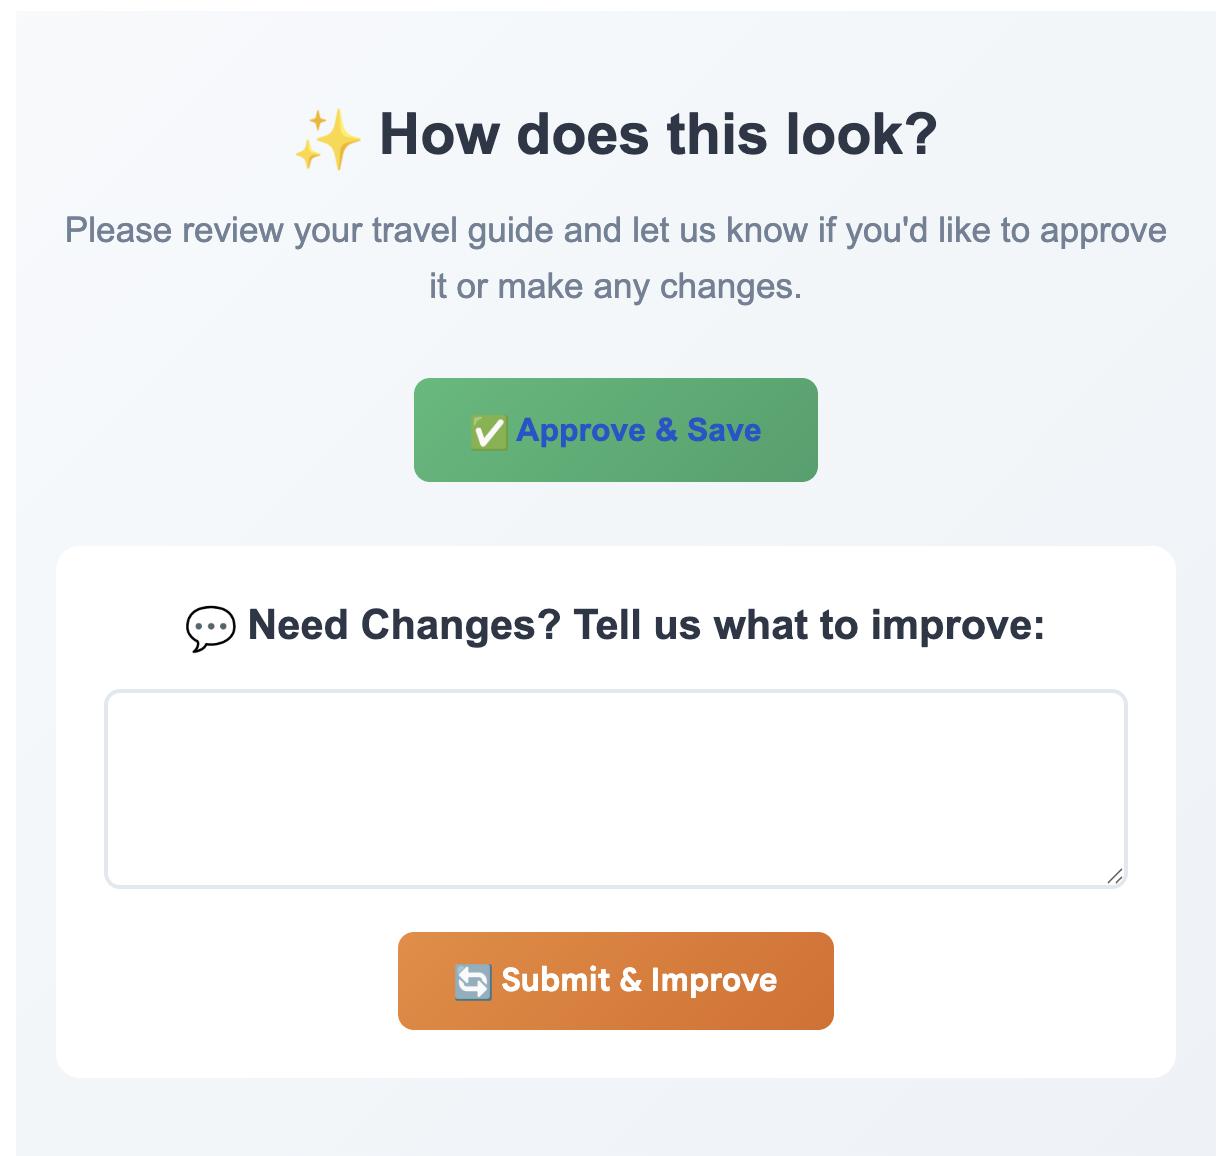 ✨ How does this look?
Please review your travel guide and let us know if you'd like to approve
it or make any changes.
✅ Approve & Save
💬 Need Changes? Tell us what to improve:
🔄 Submit & Improve